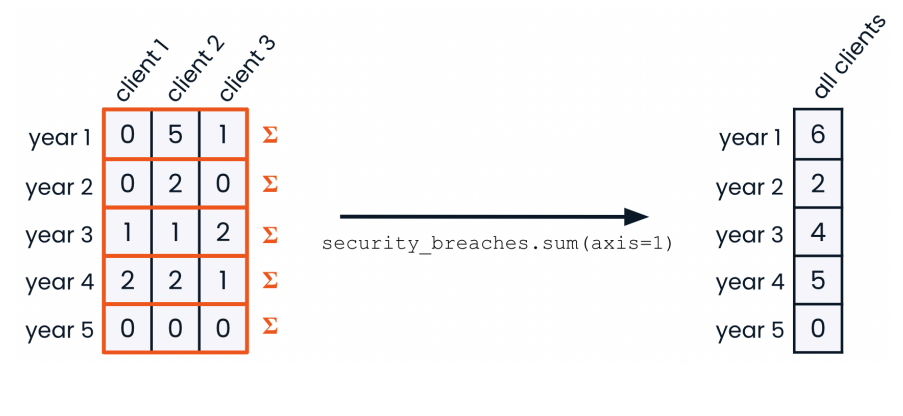 client 1 client 2 client 3 all clients
year 1 0 5 1 Σ year 1 6
year 2 0 2 0 Σ year 2 2
year 3 1 1 2 Σ year 3 4
security_breaches.sum(axis=1)
year 4 2 2 1 Σ year 4 5
year 5 0 0 0 Σ year 5 0